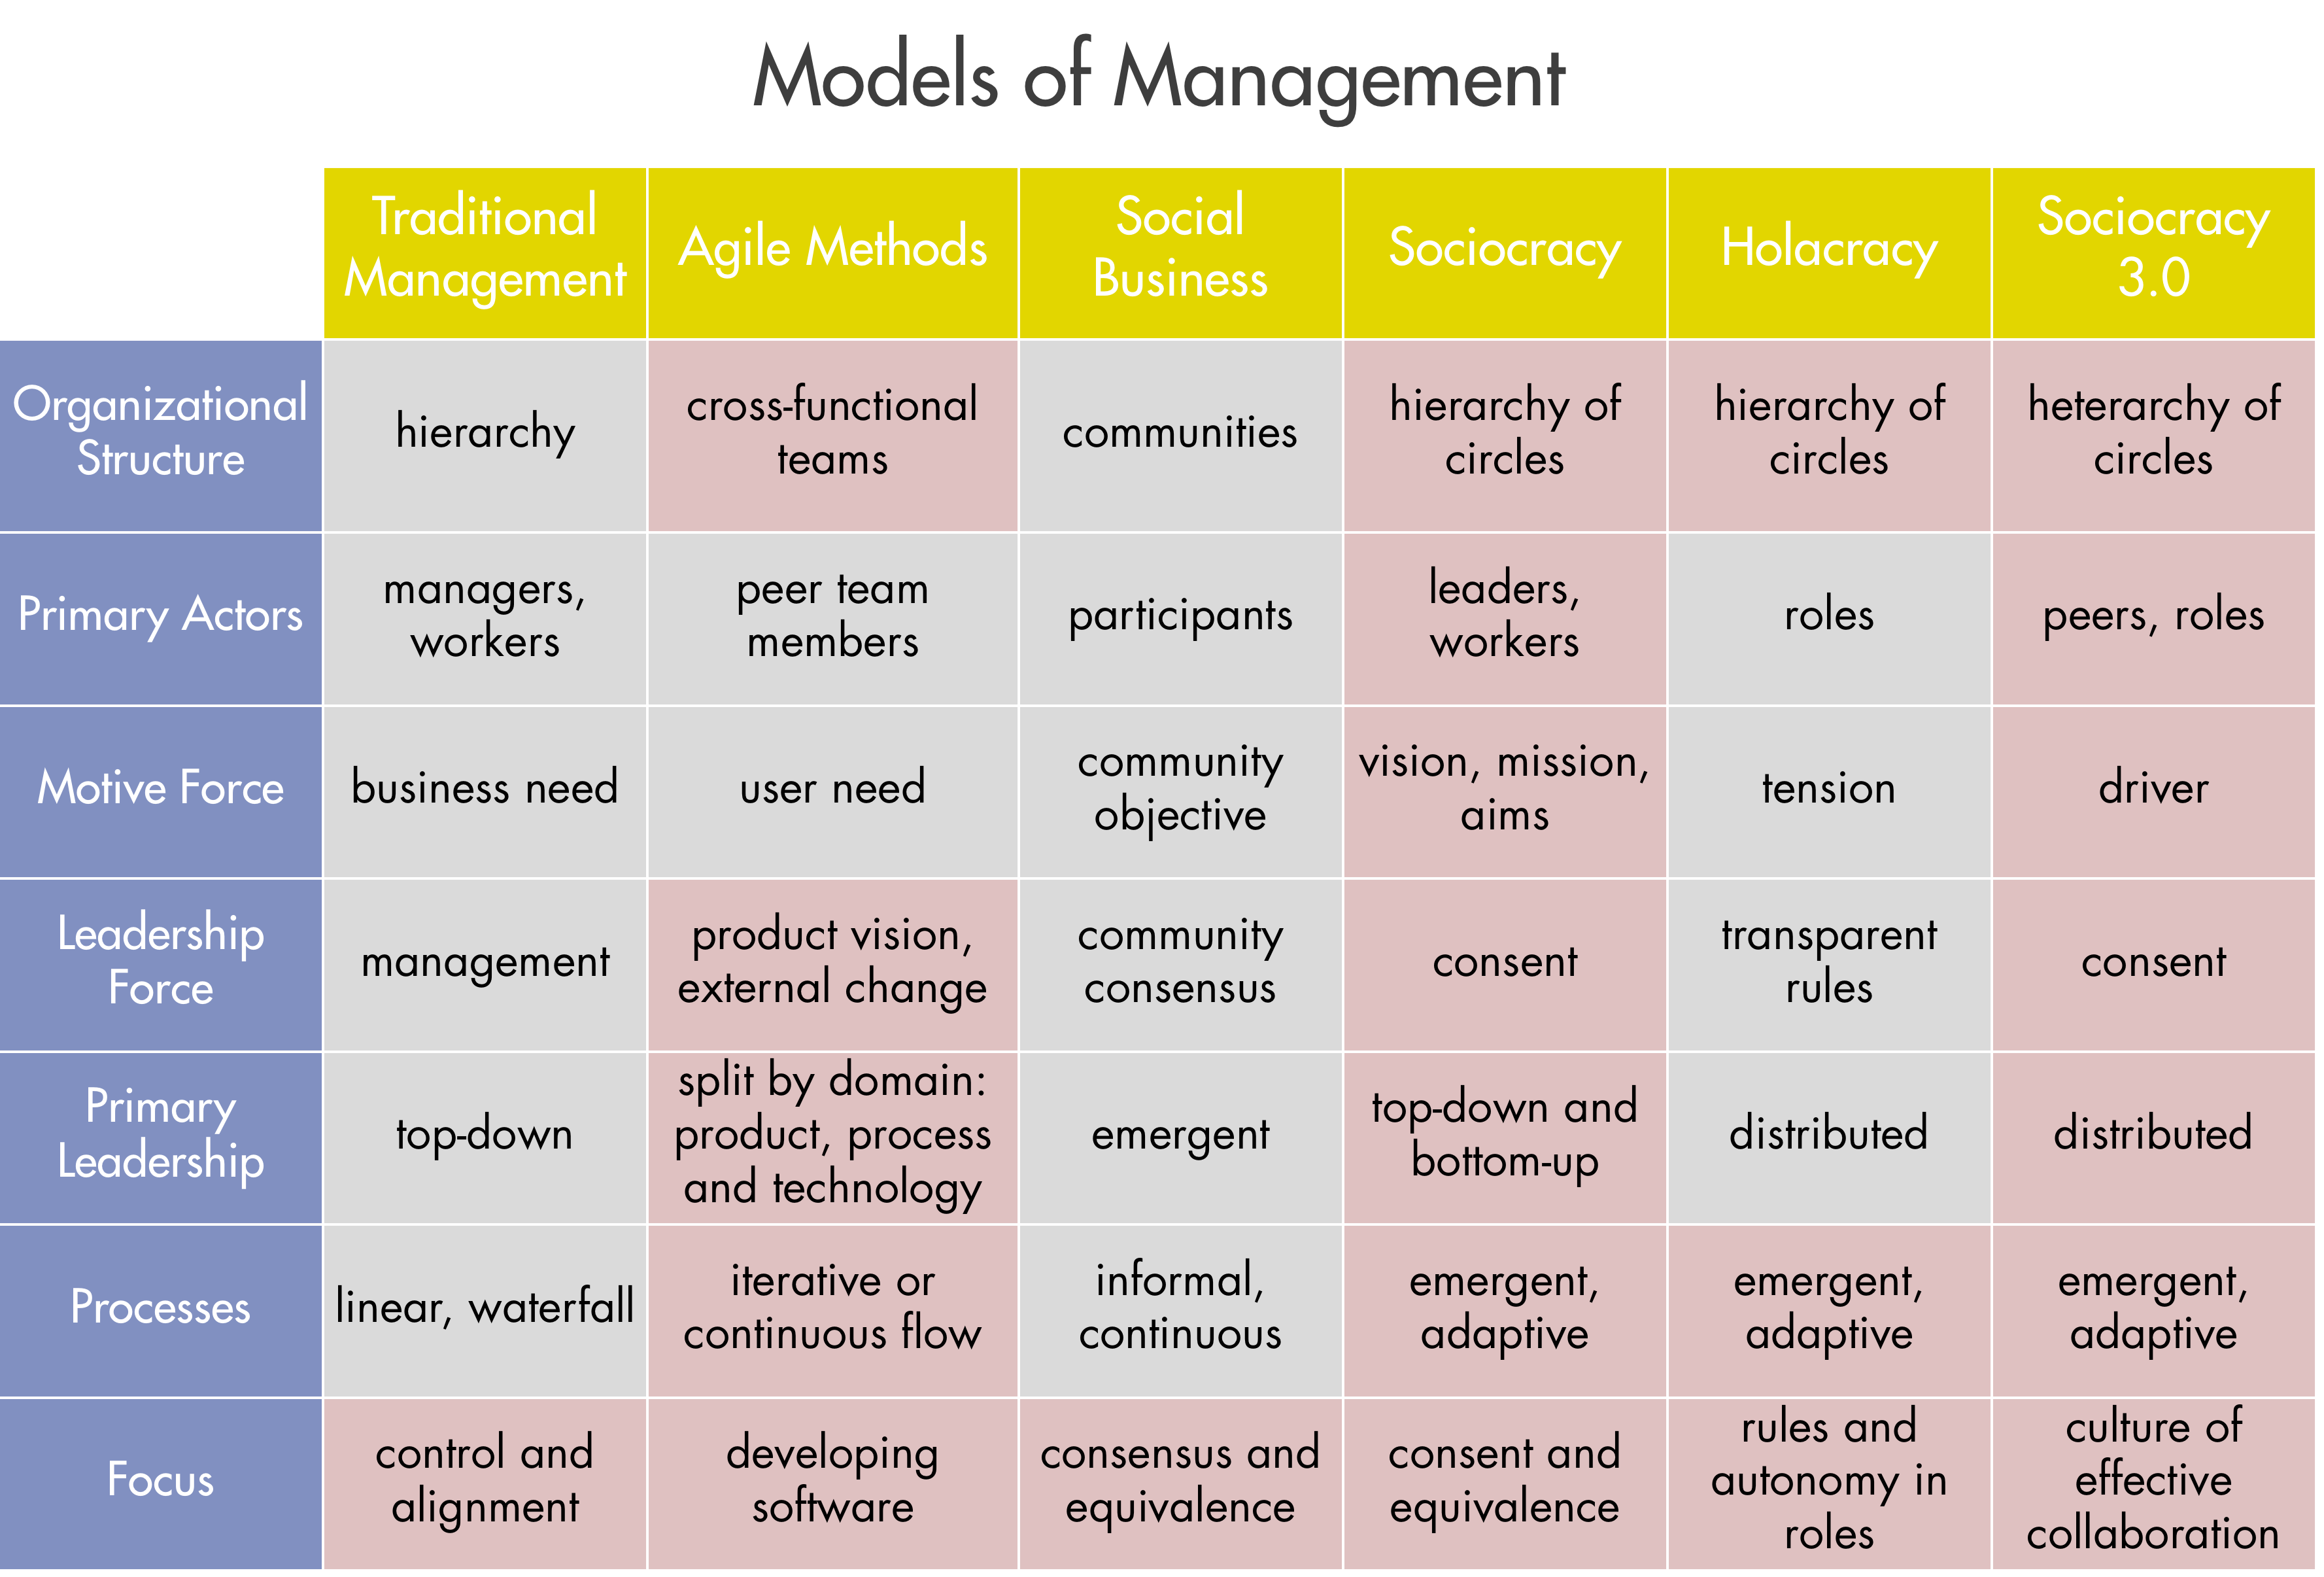 Models of Management
Traditional
Management
Agile Methods
Social
Business
Sociocracy
Holacracy
Sociocracy
3.0
Organizational
Structure
hierarchy
cross-functional
teams
communities
hierarchy of
circles
hierarchy of
circles
heterarchy of
circles
Primary Actors
managers,
workers
peer team
members
participants
leaders,
workers
roles
peers, roles
Motive Force
business need
user need
community
objective
vision, mission,
aims
tension
driver
Leadership
Force
management
product vision,
external change
community
consensus
consent
transparent
rules
consent
Primary
Leadership
top-down
split by domain:
product, process
and technology
emergent
top-down and
bottom-up
distributed
distributed
Processes
linear, waterfall
iterative or
continuous flow
informal,
continuous
emergent,
adaptive
emergent,
adaptive
emergent,
adaptive
Focus
control and
alignment
developing
software
consensus and
equivalence
consent and
equivalence
rules and
autonomy in
roles
culture of
effective
collaboration